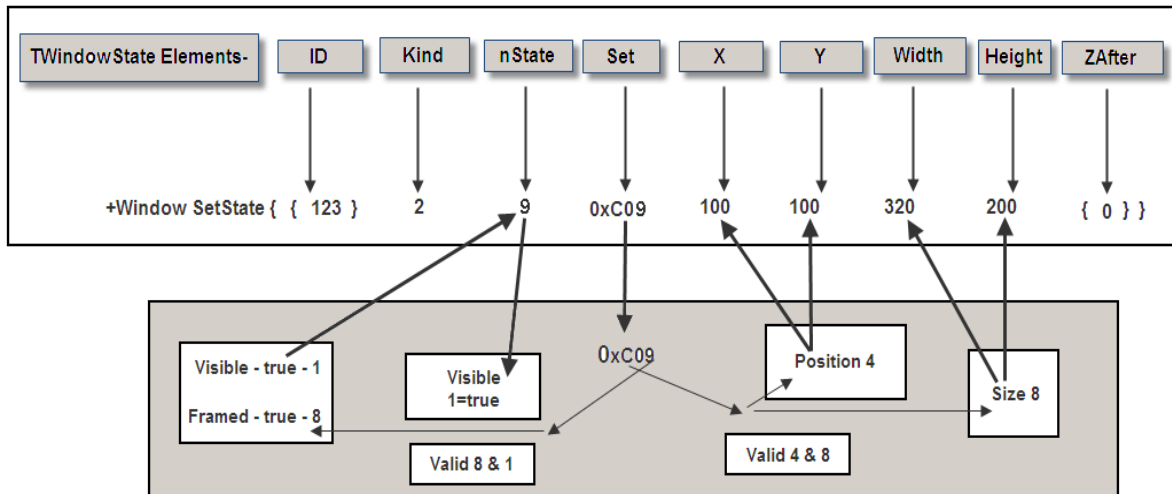 TWindowState Elements- ID Kind nState Set X Y Width Height ZAfter
+Window SetState { { 123 } 2 9 0xC09 100 100 320 200 { 0 } }
0xC09
Visible - true - 1
Framed - true - 8
Visible
1=true
Position 4
Size 8
Valid 8 & 1
Valid 4 & 8